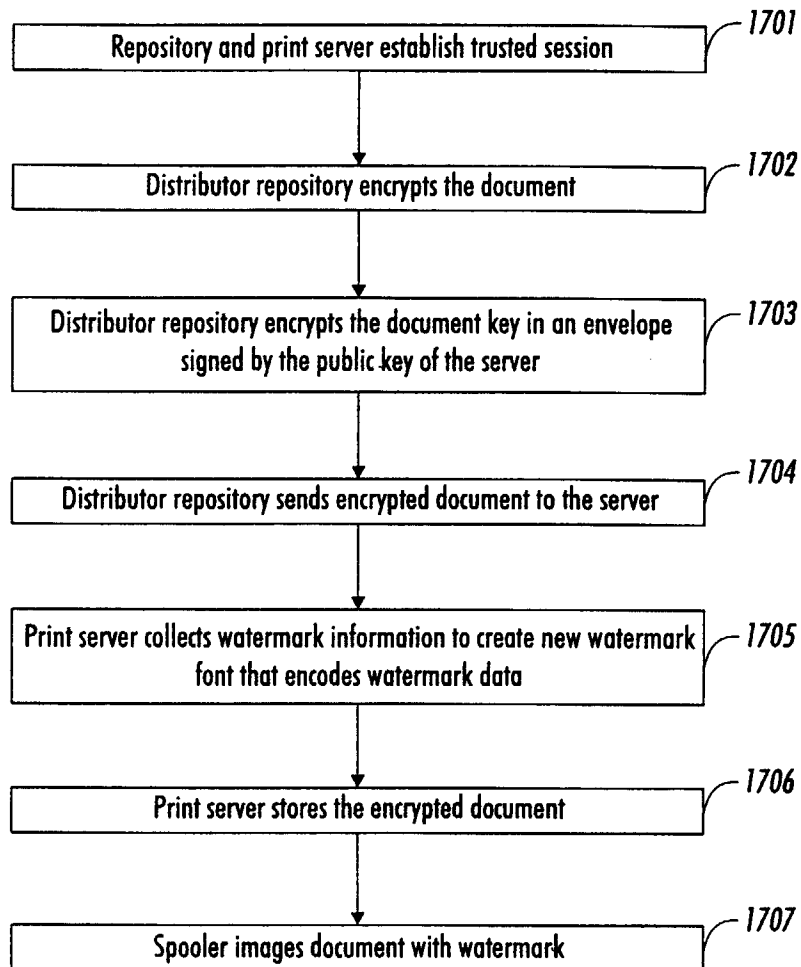 1701
Repository and print server establish trusted session
1702
Distributor repository encrypts the document
1703
Distributor repository encrypts the document key in an envelope
signed by the public key of the server
1704
Distributor repository sends encrypted document to the server
1705
Print server collects watermark information to create new watermark
font that encodes watermark data
1706
Print server stores the encrypted document
1707
Spooler images document with watermark